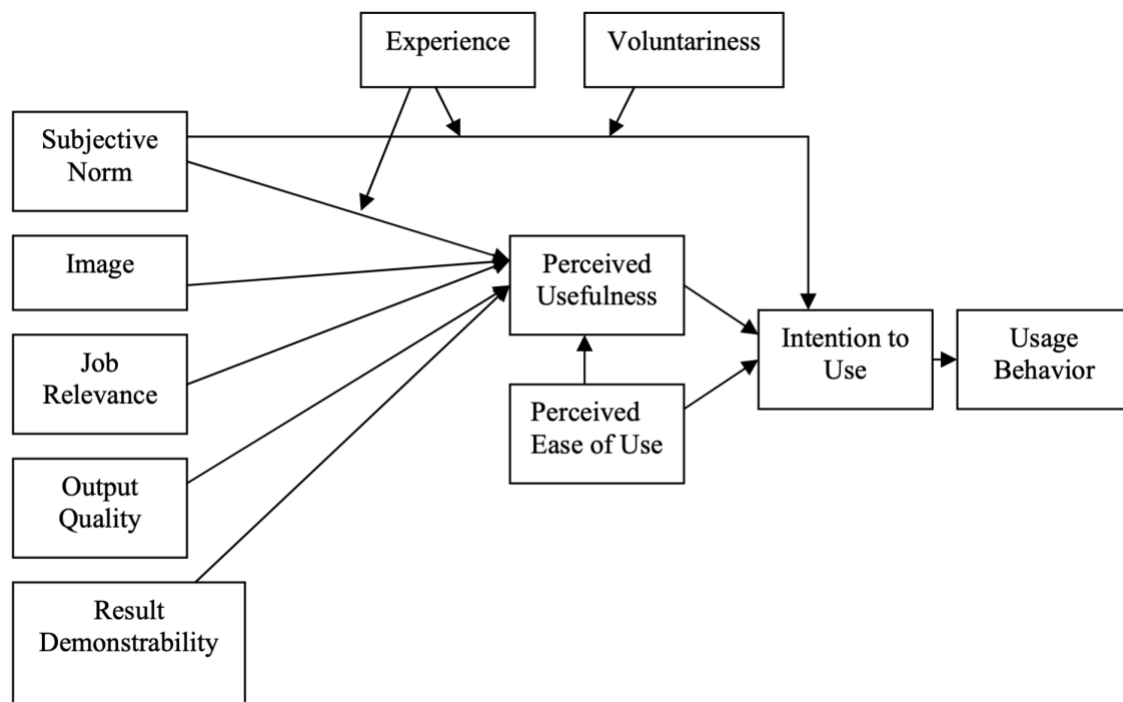 Experience
Voluntariness
Subjective
Norm
Image
Job
Relevance
Output
Quality
Result
Demonstrability
Perceived
Usefulness
Perceived
Ease of Use
Intention to
Use
Usage
Behavior